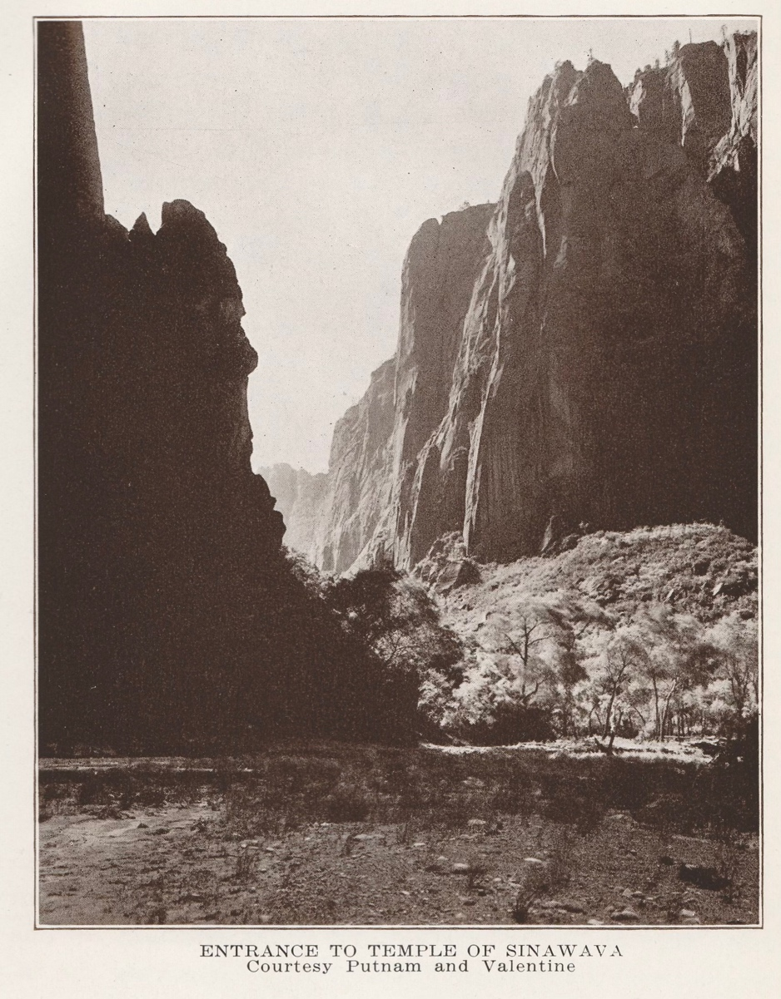 ENTRANCE TO TEMPLE OF SINAWAVA
Courtesy Putnam and Valentine